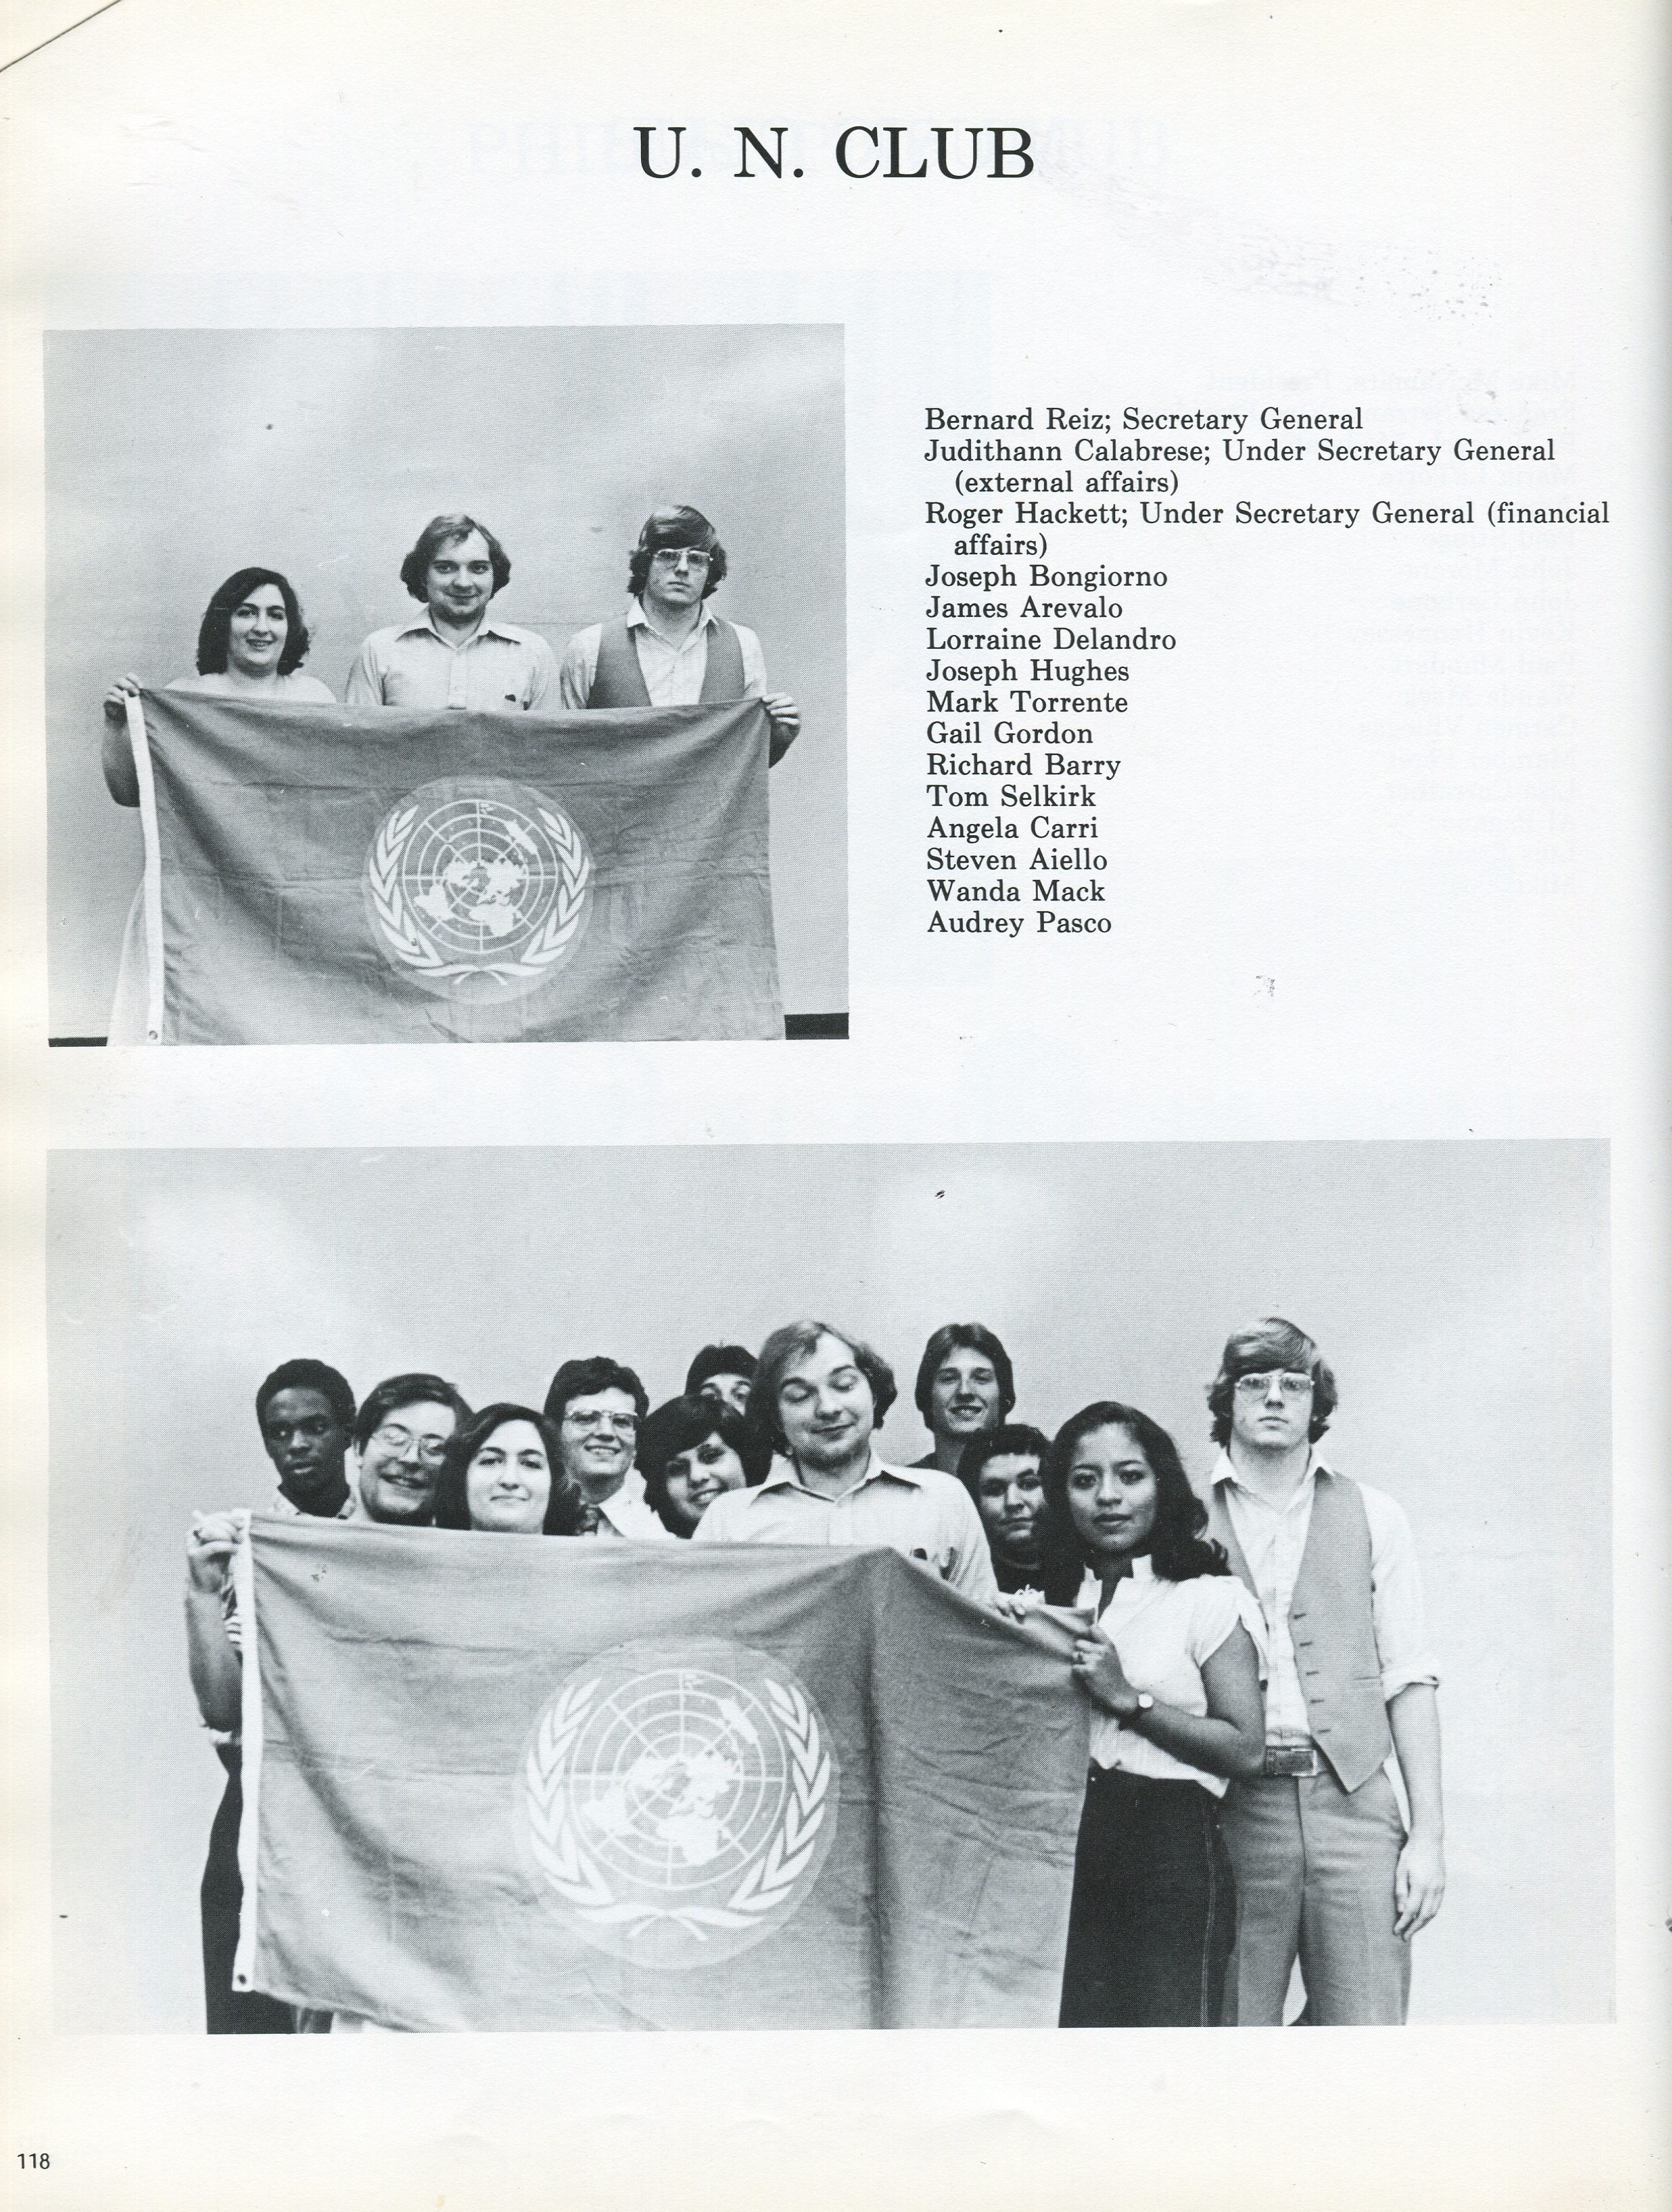 U. N. CLUB
Bernard Reiz; Secretary General
Judithann Calabrese; Under Secretary General
(external affairs)
Roger Hackett; Under Secretary General (financial
affairs)
Joseph Bongiorno
James Arevalo
Lorraine Delandro
Joseph Hughes
Mark Torrente
Gail Gordon
Richard Barry
Tom Selkirk
Angela Carri
Steven Aiello
Wanda Mack
Audrey Pasco
118